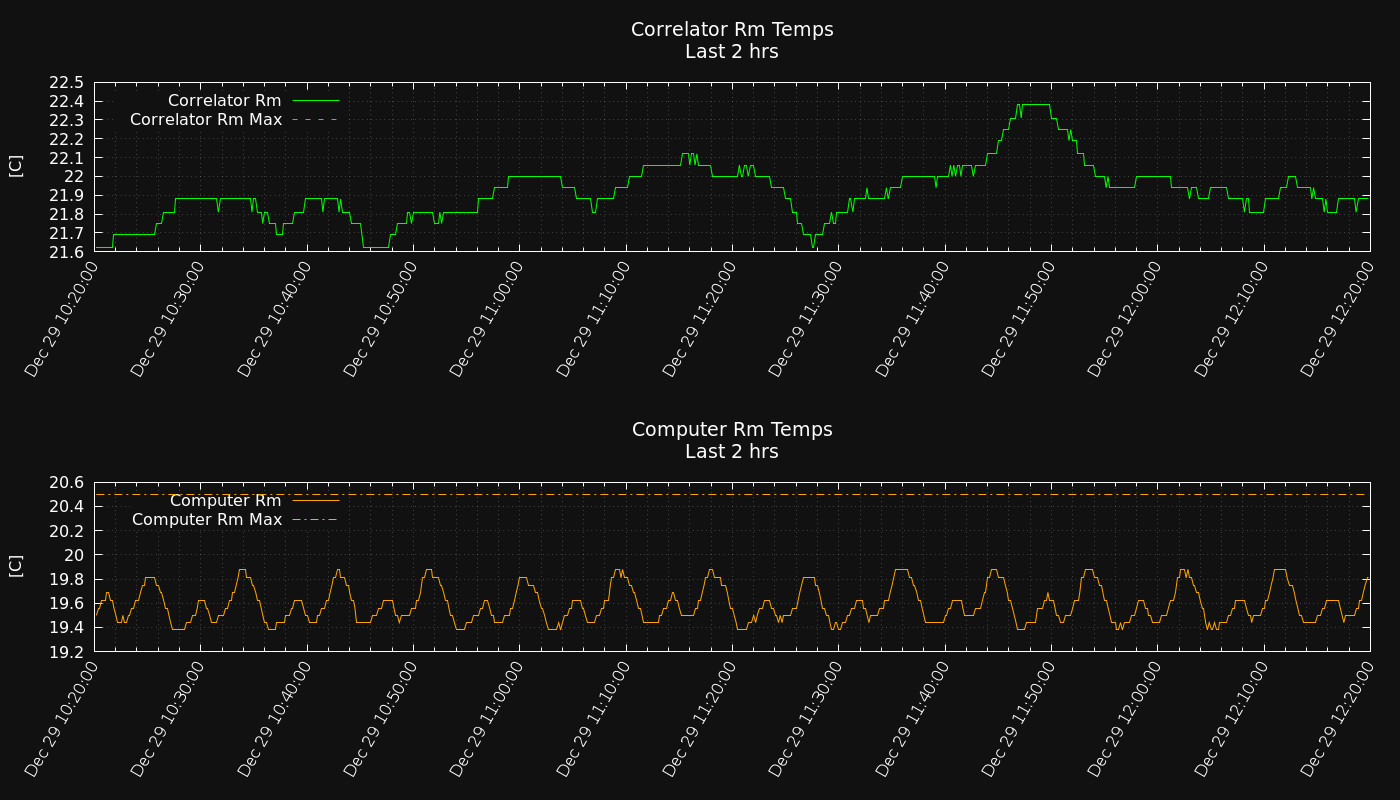 Correlator Rm Temps
Last 2 hrs
22.5
22.4
22.3
22.2
22.1
22
21.9
21.8
21.7
21.6
[C]
Correlator Rm
Correlator Rm Max
Dec 29 10:20:00
Dec 29 10:30:00
Dec 29 10:40:00
Dec 29 10:50:00
Dec 29 11:00:00
Dec 29 11:10:00
Dec 29 11:20:00
Dec 29 11:30:00
Dec 29 11:40:00
Dec 29 11:50:00
Dec 29 12:00:00
Dec 29 12:10:00
Dec 29 12:20:00
Computer Rm Temps
Last 2 hrs
20.6
20.4
20.2
20
19.8
19.6
19.4
19.2
[C]
Computer Rm
Computer Rm Max
Dec 29 10:20:00
Dec 29 10:30:00
Dec 29 10:40:00
Dec 29 10:50:00
Dec 29 11:00:00
Dec 29 11:10:00
Dec 29 11:20:00
Dec 29 11:30:00
Dec 29 11:40:00
Dec 29 11:50:00
Dec 29 12:00:00
Dec 29 12:10:00
Dec 29 12:20:00